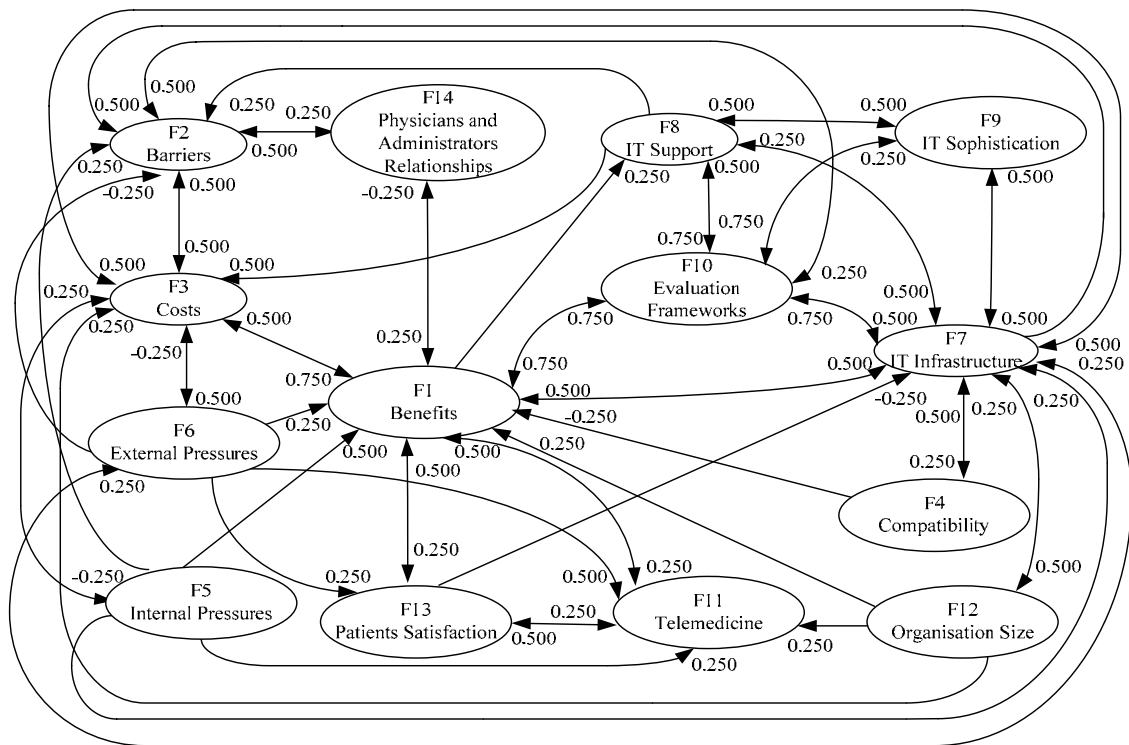 0.500
0.500
0.250
0.250
F14
Physicians and
Administrators
Relationships
0.500
F2
Barriers
0.500
F8
IT Support
0.500
0.250
0.500
F9
IT Sophistication
0.250
0.250
-0.250
0.500
-0.250
0.250
0.500
0.500
0.750
0.750
0.500
0.500
0.500
F3
Costs
0.250
0.250
F10
Evaluation
Frameworks
0.250
0.500
0.500
0.750
0.750
0.500
0.500
F7
IT Infrastructure
0.500
0.250
-0.250
0.250
0.750
0.750
F1
Benefits
0.500
0.500
-0.250
0.500
0.250
0.250
0.500
F6
External Pressures
0.250
0.250
0.500
0.500
0.500
0.250
0.250
F4
Compatibility
-0.250
F5
Internal Pressures
0.250
0.250
F13
Patients Satisfaction
0.500
0.250
0.250
0.500
F11
Telemedicine
0.250
0.250
0.500
F12
Organisation Size